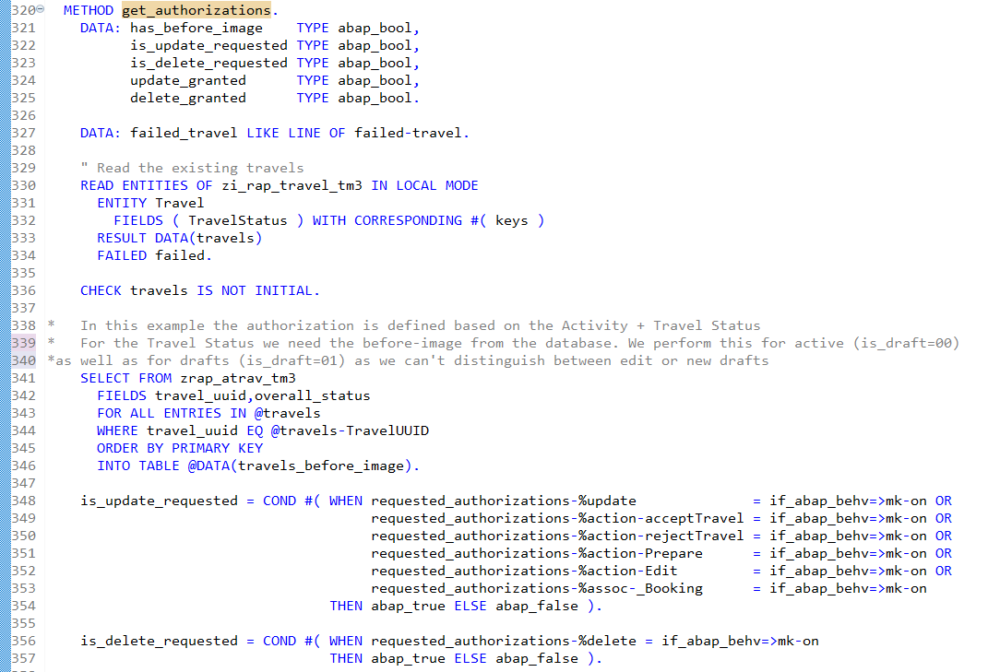 320 METHOD get_authorizations.
321 DATA: has_before_image    TYPE abap_bool,
322       is_update_requested TYPE abap_bool,
323       is_delete_requested TYPE abap_bool,
324       update_granted      TYPE abap_bool,
325       delete_granted      TYPE abap_bool.
326
327 DATA: failed_travel LIKE LINE OF failed-travel.
328
329 " Read the existing travels
330 READ ENTITIES OF zi_rap_travel_tm3 IN LOCAL MODE
331   ENTITY Travel
332     FIELDS ( TravelStatus ) WITH CORRESPONDING #( keys )
333   RESULT DATA(travels)
334   FAILED failed.
335
336 CHECK travels IS NOT INITIAL.
337
338 *   In this example the authorization is defined based on the Activity + Travel Status
339 *   For the Travel Status we need the before-image from the database. We perform this for active (is_draft=00)
340 *as well as for drafts (is_draft=01) as we can't distinguish between edit or new drafts
341 SELECT FROM zrap_atrav_tm3
342   FIELDS travel_uuid,overall_status
343   FOR ALL ENTRIES IN @travels
344   WHERE travel_uuid EQ @travels-TravelUUID
345   ORDER BY PRIMARY KEY
346   INTO TABLE @DATA(travels_before_image).
347
348 is_update_requested = COND #( WHEN requested_authorizations-%update              = if_abap_behv=>mk-on OR
349                                    requested_authorizations-%action-acceptTravel = if_abap_behv=>mk-on OR
350                                    requested_authorizations-%action-rejectTravel = if_abap_behv=>mk-on OR
351                                    requested_authorizations-%action-Prepare      = if_abap_behv=>mk-on OR
352                                    requested_authorizations-%action-Edit         = if_abap_behv=>mk-on OR
353                                    requested_authorizations-%assoc-_Booking      = if_abap_behv=>mk-on
354                               THEN abap_true ELSE abap_false ).
355
356 is_delete_requested = COND #( WHEN requested_authorizations-%delete = if_abap_behv=>mk-on
357                               THEN abap_true ELSE abap_false ).